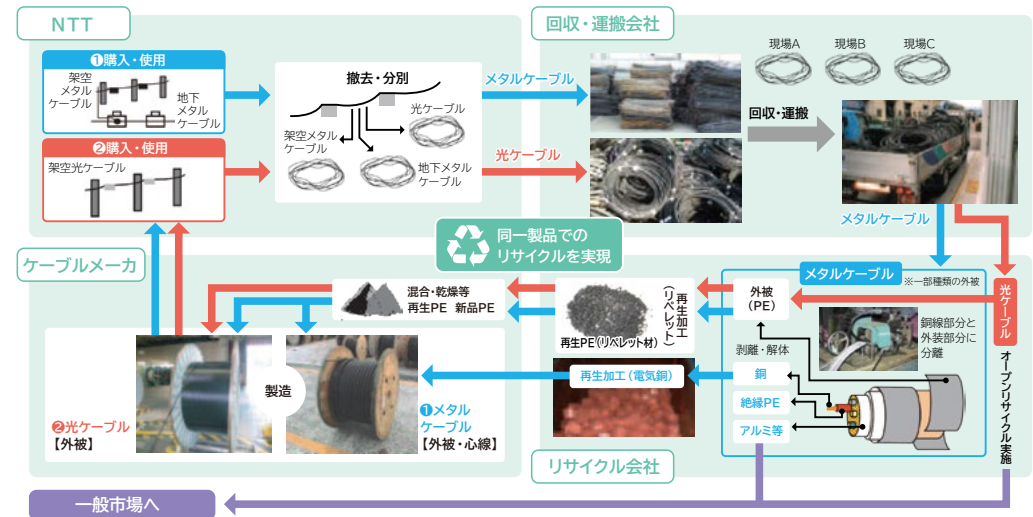 NTT
❶購入・使用
架空
メタル
ケーブル
地下
メタル
ケーブル
❷購入・使用
架空光ケーブル
撤去・分別
光ケーブル
架空メタル
ケーブル
地下メタル
ケーブル
メタルケーブル
光ケーブル
回収・運搬会社
現場A
現場B
現場C
回収・運搬
メタルケーブル
同一製品での
リサイクルを実現
ケーブルメーカ
混合・乾燥等
再生PE 新品PE
製造
❷光ケーブル
【外被】
❶メタル
ケーブル
【外被・心線】
再生加工
（リペレット）
再生PE（リペレット材）
再生加工（電気銅）
メタルケーブル
※一部種類の外被
外被
（PE）
銅線部分と
外装部分に
分離
剥離・解体
銅
絶縁PE
アルミ等
光ケーブル
オープンリサイクル実施
リサイクル会社
一般市場へ